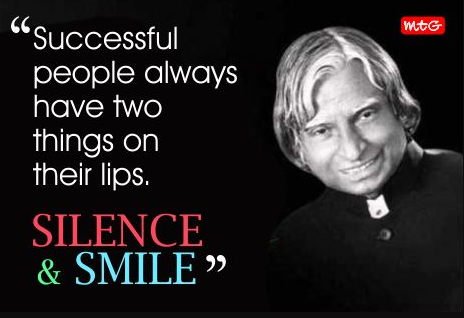 mtG
“Successful
people always
have two
things on
their lips.
SILENCE
& SMILE”